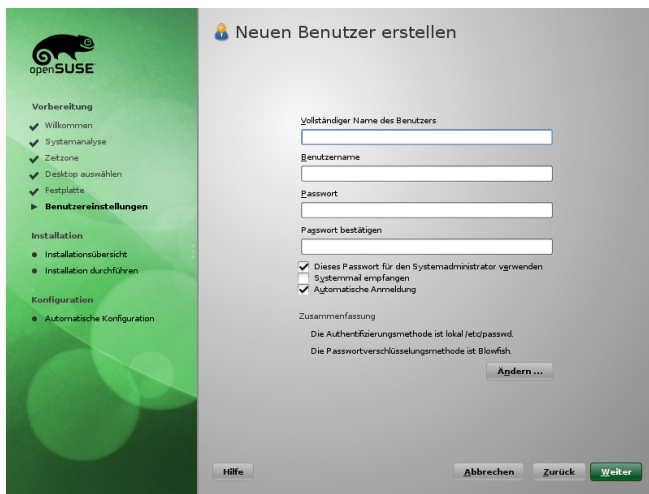 openSUSE
Vorbereitung
Willkommen
Systemanalyse
Zeitzone
Desktop auswählen
Festplatte
Benutzereinstellungen
Installation
Installationsübersicht
Installation durchführen
Konfiguration
Automatische Konfiguration
Neuen Benutzer erstellen
Vollständiger Name des Benutzers
Benutzername
Passwort
Passwort bestätigen
Dieses Passwort für den Systemadministrator verwenden
Systemmail empfangen
Automatische Anmeldung
Zusammenfassung
Die Authentifizierungsmethode ist lokal /etc/passwd.
Die Passwortverschlüsselungsmethode ist Blowfish.
Ändern ...
Hilfe
Abbrechen
Zurück
Weiter